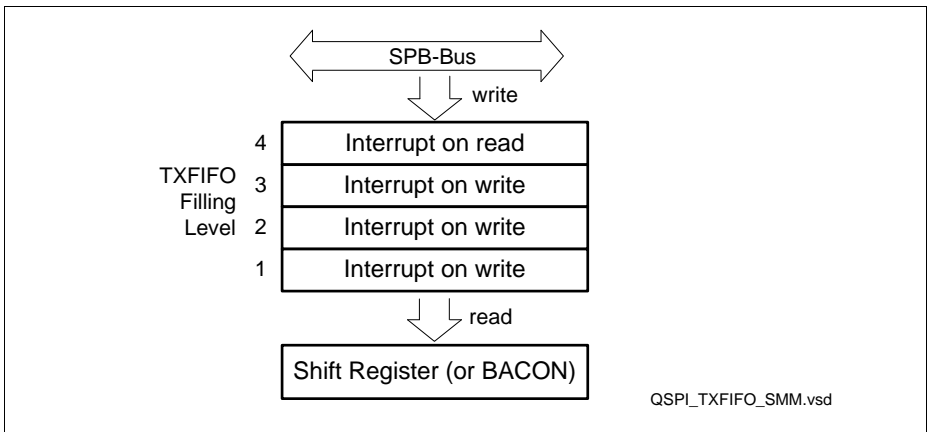 SPB-Bus
write
4 Interrupt on read
TXFIFO
3 Interrupt on write
Filling
Level 2 Interrupt on write
1 Interrupt on write
read
Shift Register (or BACON)
QSPI_TXFIFO_SMM.vsd